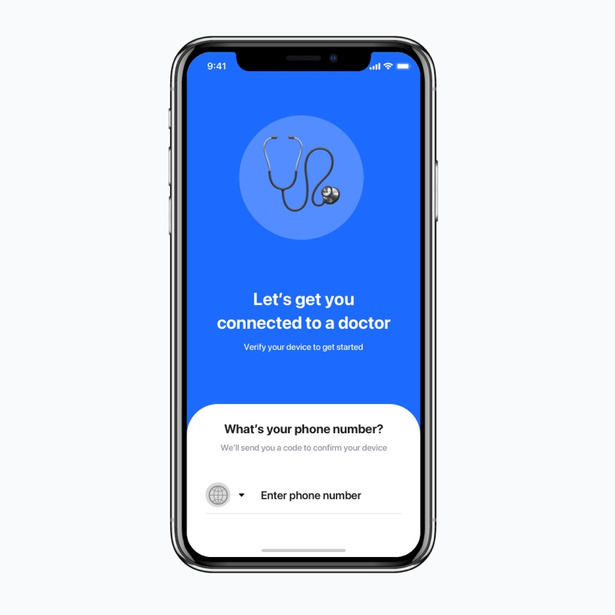 9:41
Let's get you
connected to a doctor
Verify your device to get started
What's your phone number?
We'll send you a code to confirm your device
Enter phone number